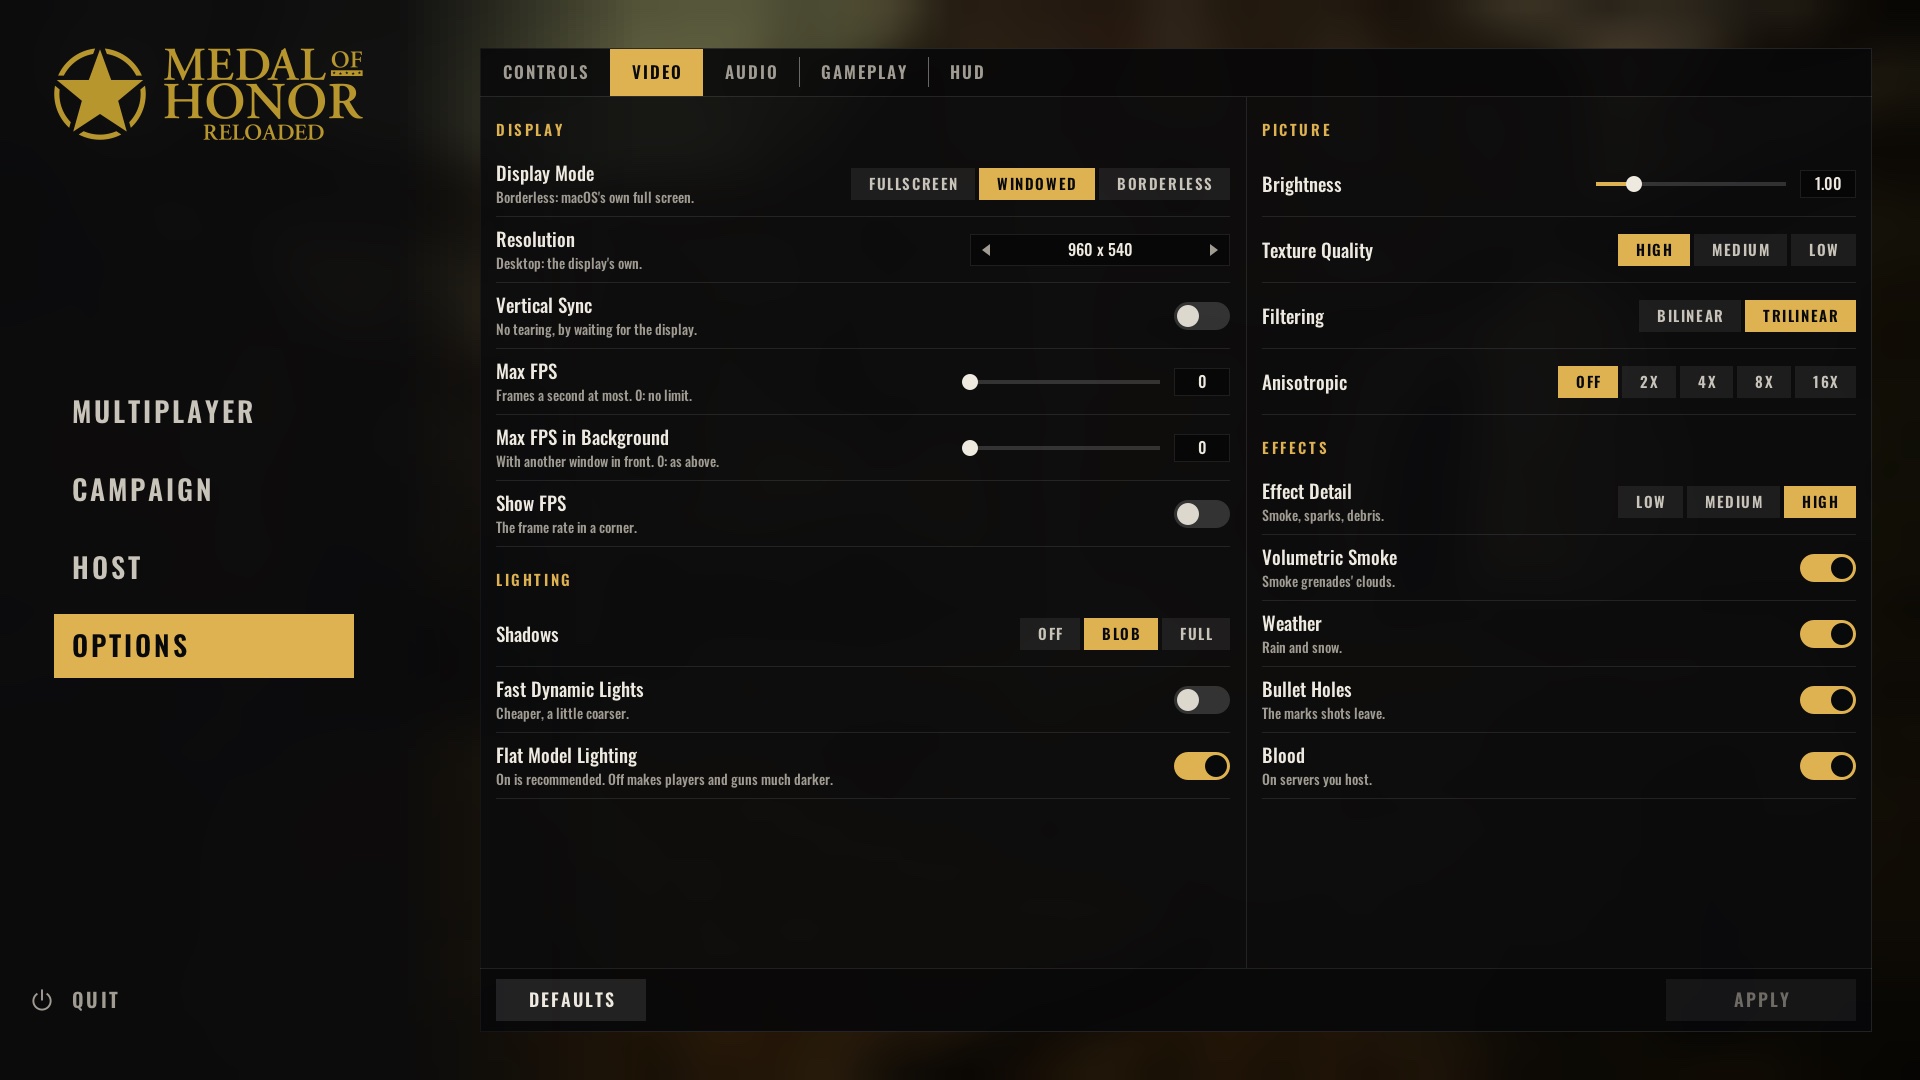 MEDAL OF
HONOR
RELOADED
MULTIPLAYER
CAMPAIGN
HOST
OPTIONS
QUIT
CONTROLS
VIDEO
AUDIO
GAMEPLAY
HUD
DISPLAY
Display Mode
Borderless: macOS's own full screen.
FULLSCREEN
WINDOWED
BORDERLESS
Resolution
Desktop: the display's own.
960 x 540
Vertical Sync
No tearing, by waiting for the display.
Max FPS
Frames a second at most. 0: no limit.
0
Max FPS in Background
With another window in front. 0: as above.
0
Show FPS
The frame rate in a corner.
LIGHTING
Shadows
OFF
BLOB
FULL
Fast Dynamic Lights
Cheaper, a little coarser.
Flat Model Lighting
On is recommended. Off makes players and guns much darker.
PICTURE
Brightness
1.00
Texture Quality
HIGH
MEDIUM
LOW
Filtering
BILINEAR
TRILINEAR
Anisotropic
OFF
2X
4X
8X
16X
EFFECTS
Effect Detail
Smoke, sparks, debris.
LOW
MEDIUM
HIGH
Volumetric Smoke
Smoke grenades' clouds.
Weather
Rain and snow.
Bullet Holes
The marks shots leave.
Blood
On servers you host.
DEFAULTS
APPLY